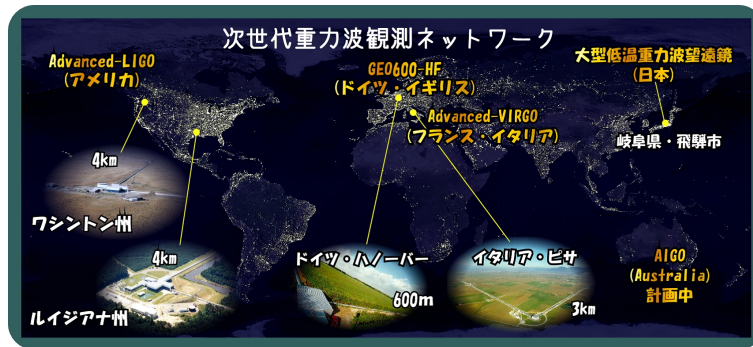 次世代重力波観測ネットワーク
Advanced-LIGO
(アメリカ)
GEO600-HF
(ドイツ・イギリス)
大型低温重力波望遠鏡
(日本)
Advanced-VIRGO
(フランス・イタリア)
岐阜県・飛騨市
4km
ワシントン州
4km
ルイジアナ州
ドイツ・ハノーバー
600m
イタリア・ピサ
3km
AIGO
(Australia)
計画中